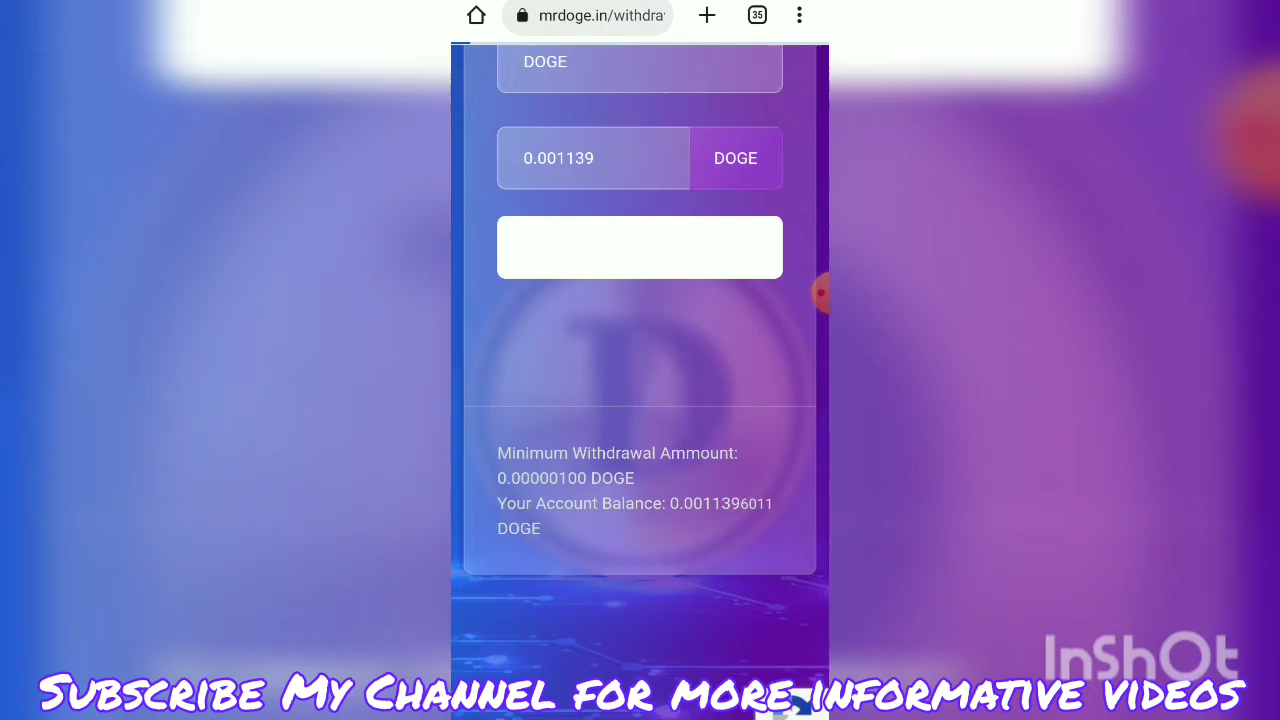 mrdoge.in/withdra
35
DOGE
0.001139
DOGE
Minimum Withdrawal Ammount:
0.00000100 DOGE
Your Account Balance: 0.0011396011
DOGE
InShOt
SUBSCRIBE MY CHANNEL FOR MORE, INFORMATIVE VIDEOS